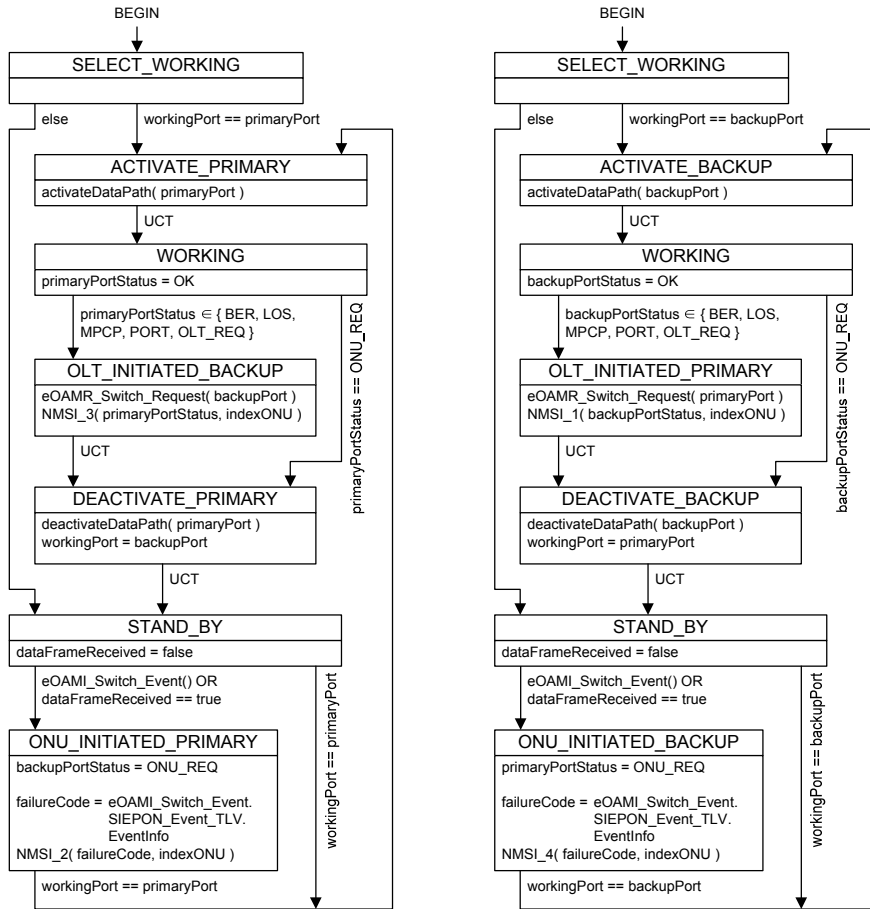 BEGIN
SELECT_WORKING
else
workingPort == primaryPort
ACTIVATE_PRIMARY
activateDataPath( primaryPort )
UCT
WORKING
primaryPortStatus = OK
primaryPortStatus ∈ { BER, LOS,
MPCP, PORT, OLT_REQ }
primaryPortStatus == ONU_REQ
OLT_INITIATED_BACKUP
eOAMR_Switch_Request( backupPort )
NMSI_3( primaryPortStatus, indexONU )
UCT
DEACTIVATE_PRIMARY
deactivateDataPath( primaryPort )
workingPort = backupPort
UCT
STAND_BY
dataFrameReceived = false
eOAMI_Switch_Event() OR
dataFrameReceived == true
workingPort == primaryPort
ONU_INITIATED_PRIMARY
backupPortStatus = ONU_REQ
failureCode = eOAMI_Switch_Event.
SIEPON_Event_TLV.
EventInfo
NMSI_2( failureCode, indexONU )
workingPort == primaryPort
BEGIN
SELECT_WORKING
else
workingPort == backupPort
ACTIVATE_BACKUP
activateDataPath( backupPort )
UCT
WORKING
backupPortStatus = OK
backupPortStatus ∈ { BER, LOS,
MPCP, PORT, OLT_REQ }
backupPortStatus == ONU_REQ
OLT_INITIATED_PRIMARY
eOAMR_Switch_Request( primaryPort )
NMSI_1( backupPortStatus, indexONU )
UCT
DEACTIVATE_BACKUP
deactivateDataPath( backupPort )
workingPort = primaryPort
UCT
STAND_BY
dataFrameReceived = false
eOAMI_Switch_Event() OR
dataFrameReceived == true
workingPort == backupPort
ONU_INITIATED_BACKUP
primaryPortStatus = ONU_REQ
failureCode = eOAMI_Switch_Event.
SIEPON_Event_TLV.
EventInfo
NMSI_4( failureCode, indexONU )
workingPort == backupPort